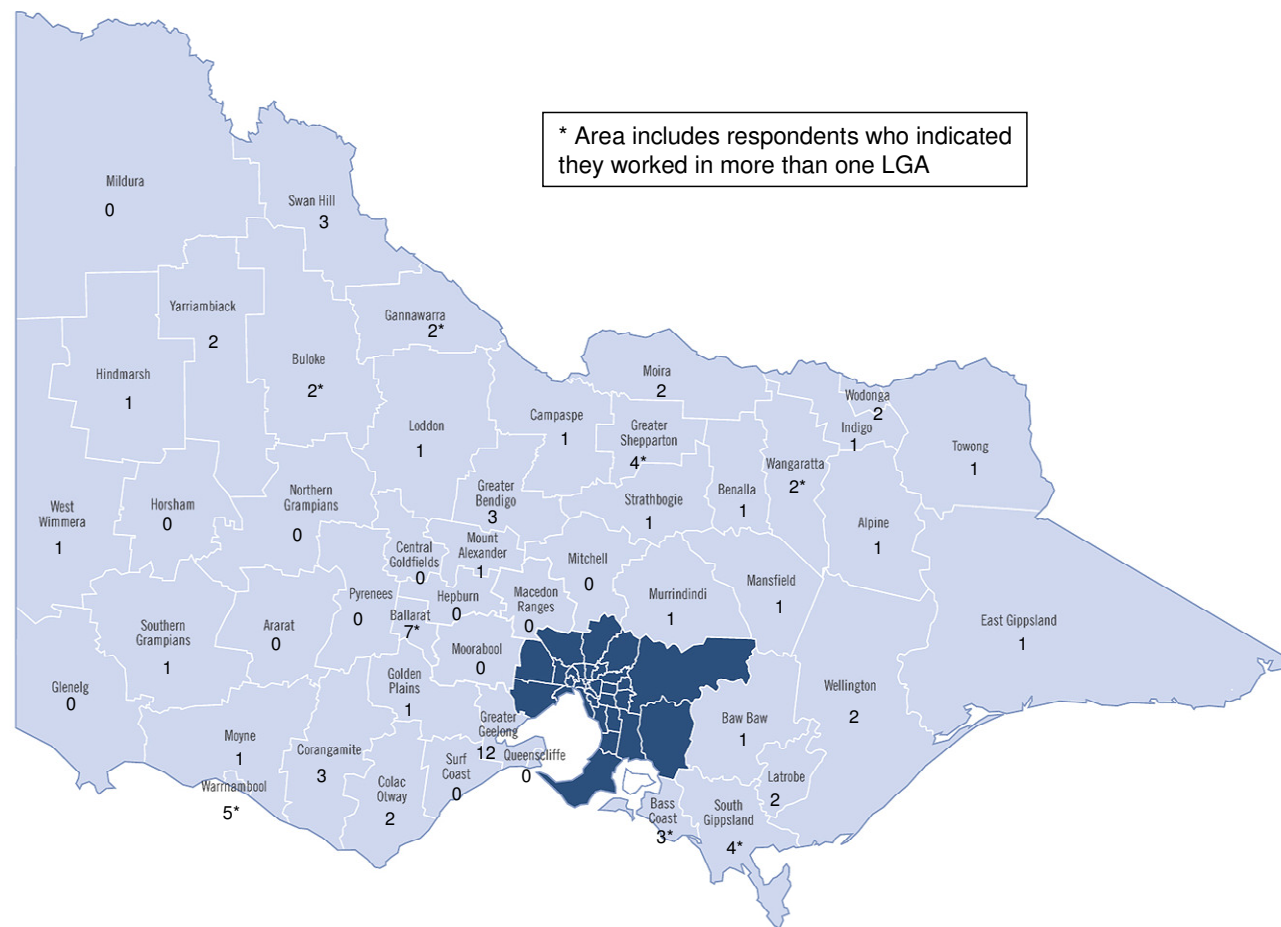 * Area includes respondents who indicated
they worked in more than one LGA
Mildura
0
Swan Hill
3
Yarriambiack
2
Gannawarra
2*
Hindmarsh
1
Buloke
2*
Loddon
1
Campaspe
1
Moira
2
Greater
Shepparton
4*
Wodonga
2
Indigo
1
Towong
1
Wangaratta
2*
Benalla
1
Strathbogie
1
Alpine
1
West
Wimmera
1
Horsham
0
Northern
Grampians
0
Greater
Bendigo
3
Central
Goldfields
0
Mount
Alexander
1
Mitchell
0
Murrindindi
1
Mansfield
1
East Gippsland
1
Southern
Grampians
1
Ararat
0
Pyrenees
0
Ballarat
7*
Hepburn
0
Macedon
Ranges
0
Moorabool
0
Glenelg
0
Moyne
1
Warrnambool
5*
Corangamite
3
Golden
Plains
1
Colac
Otway
2
Surf
Coast
0
Greater
Geelong
12
Queenscliffe
0
Baw Baw
1
Wellington
2
Latrobe
2
Bass
Coast
3*
South
Gippsland
4*